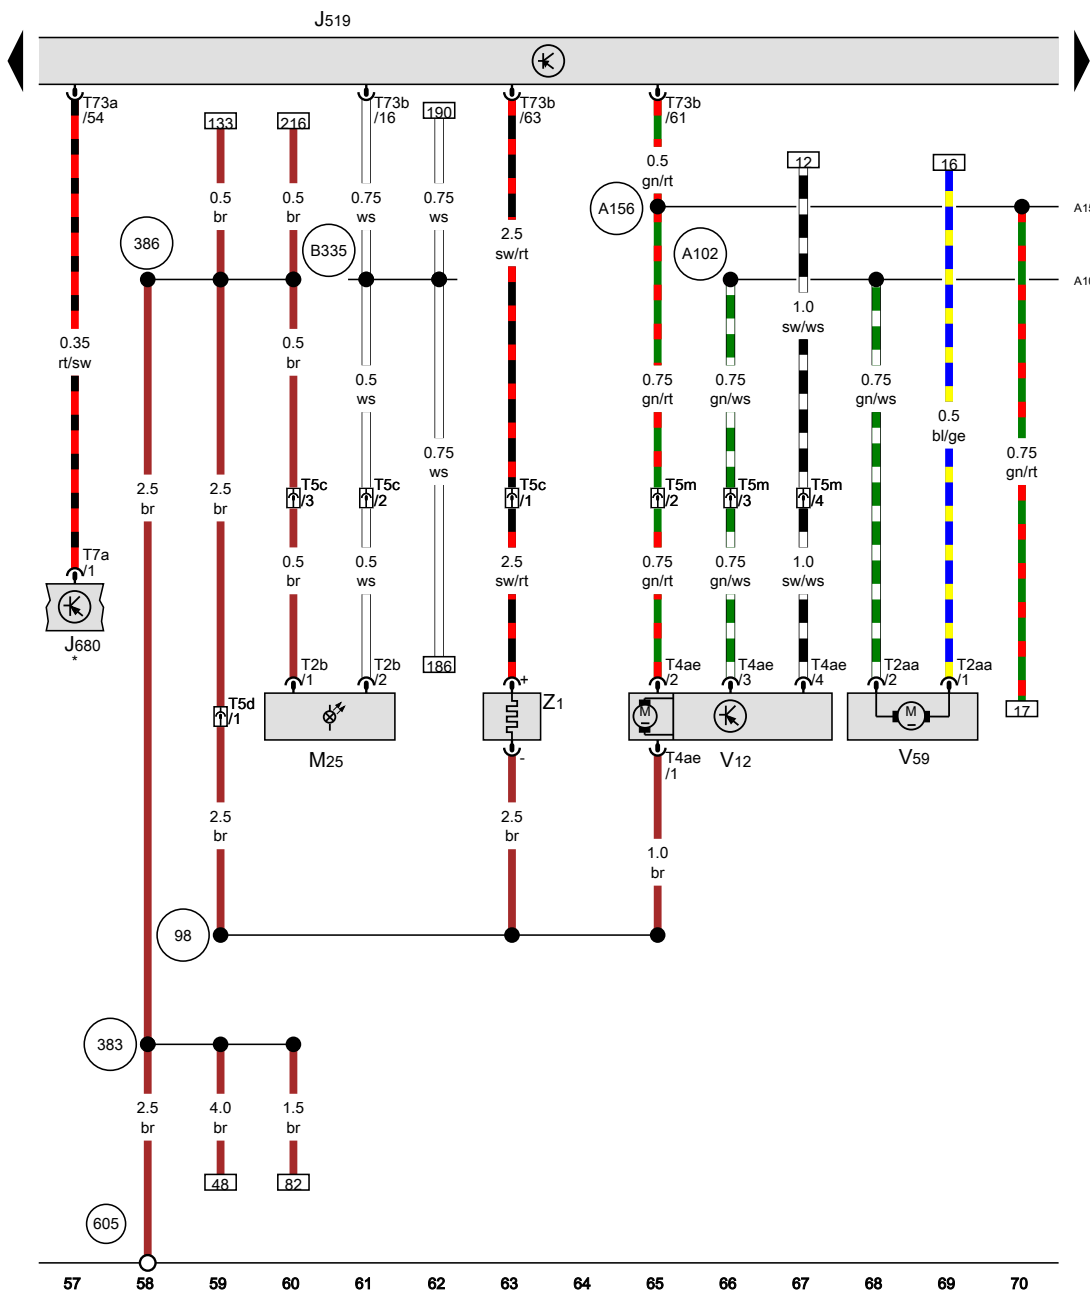 J519
T73a
/54
T73b
/16
T73b
/63
T73b
/61
133
216
190
12
16
0.5
br
0.5
br
0.75
ws
0.75
ws
0.5
gn/rt
A156
386
B335
A102
2.5
sw/rt
0.35
rt/sw
0.5
br
0.5
ws
1.0
sw/ws
0.75
gn/rt
0.75
gn/ws
0.75
gn/ws
0.5
bl/ge
0.75
ws
0.75
gn/rt
2.5
br
2.5
br
T5c
/3
T5c
/2
T5c
/1
T5m
/2
T5m
/3
T5m
/4
T7a
/1
0.5
br
0.5
ws
2.5
sw/rt
0.75
gn/rt
0.75
gn/ws
1.0
sw/ws
J680
*
186
T2b
/1
T2b
/2
+
T4ae
/2
T4ae
/3
T4ae
/4
T2aa
/2
T2aa
/1
T5d
/1
Z1
M
M
17
M25
-
T4ae
/1
V12
V59
2.5
br
2.5
br
1.0
br
98
383
2.5
br
4.0
br
1.5
br
48
82
605
57 58 59 60 61 62 63 64 65 66 67 68 69 70